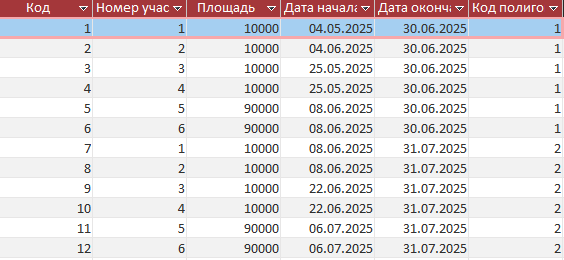 Код Номер учас Площадь Дата начала Дата оконча Код полиго
1 1 10000 04.05.2025 30.06.2025 1
2 2 10000 04.06.2025 30.06.2025 1
3 3 10000 25.05.2025 30.06.2025 1
4 4 10000 25.05.2025 30.06.2025 1
5 5 90000 08.06.2025 30.06.2025 1
6 6 90000 08.06.2025 30.06.2025 1
7 1 10000 08.06.2025 31.07.2025 2
8 2 10000 08.06.2025 31.07.2025 2
9 3 10000 22.06.2025 31.07.2025 2
10 4 10000 22.06.2025 31.07.2025 2
11 5 90000 06.07.2025 31.07.2025 2
12 6 90000 06.07.2025 31.07.2025 2